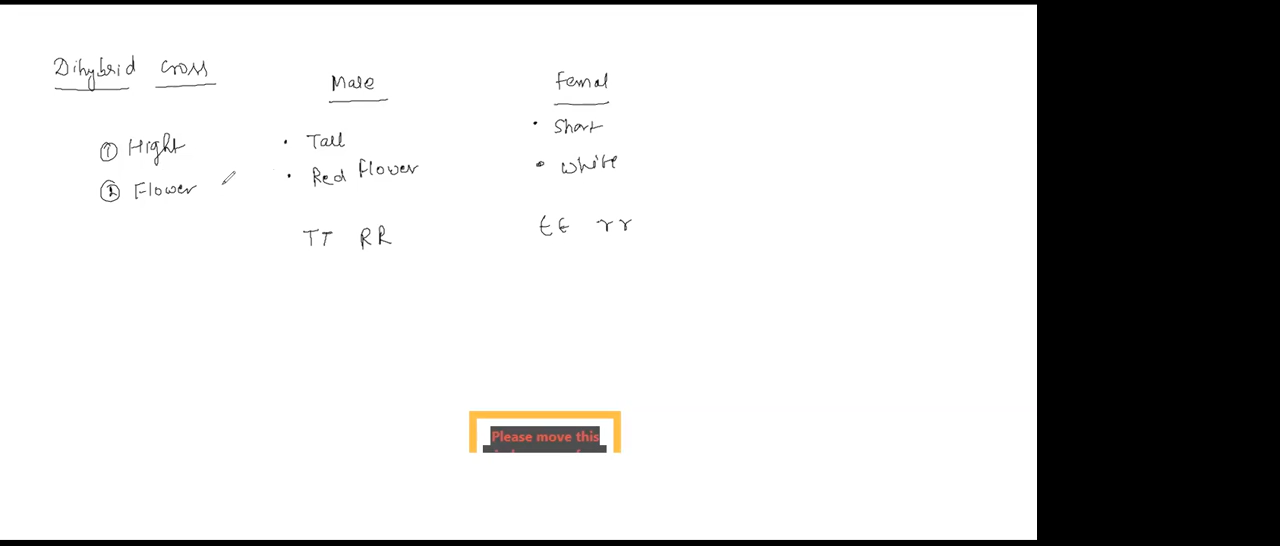 Dihybrid cross
Male
Femal
① Hight
• Tall
• Short
② Flower
• Red Flower
• White
TT RR
tt rr
Please move this